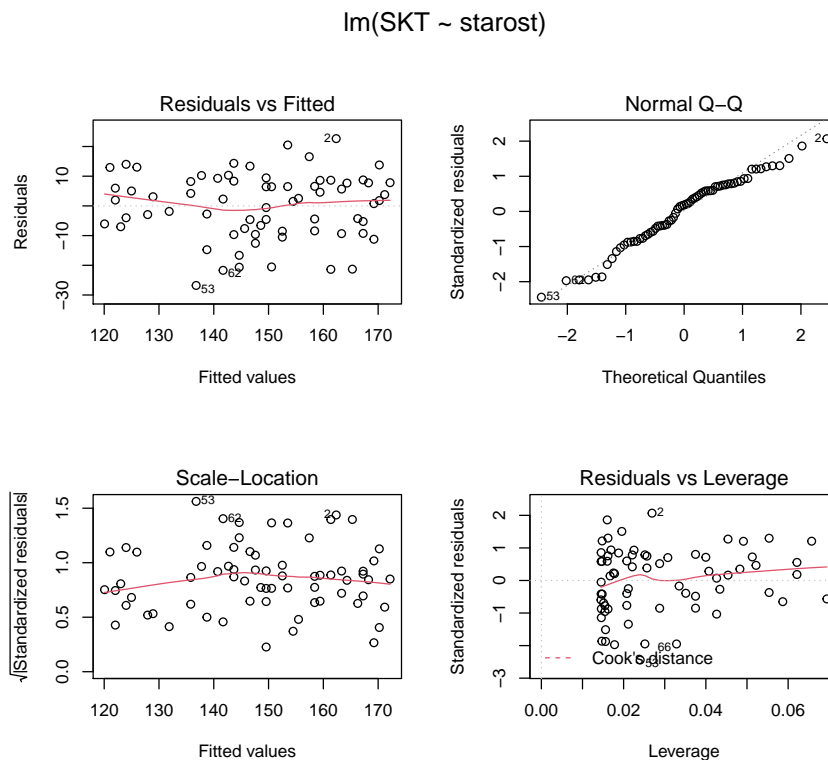 lm(SKT ~ starost)
Residuals vs Fitted
Residuals
10
−10
−30
2
62
53
120 130 140 150 160 170
Fitted values
Normal Q−Q
Standardized residuals
2
1
0
−1
−2
2
53
−2 −1 0 1 2
Theoretical Quantiles
Scale−Location
√|Standardized residuals|
1.5
1.0
0.5
0.0
53
62
2
120 130 140 150 160 170
Fitted values
Residuals vs Leverage
Standardized residuals
2
1
0
−1
−3
2
66
53
Cook's distance
0.00 0.02 0.04 0.06
Leverage